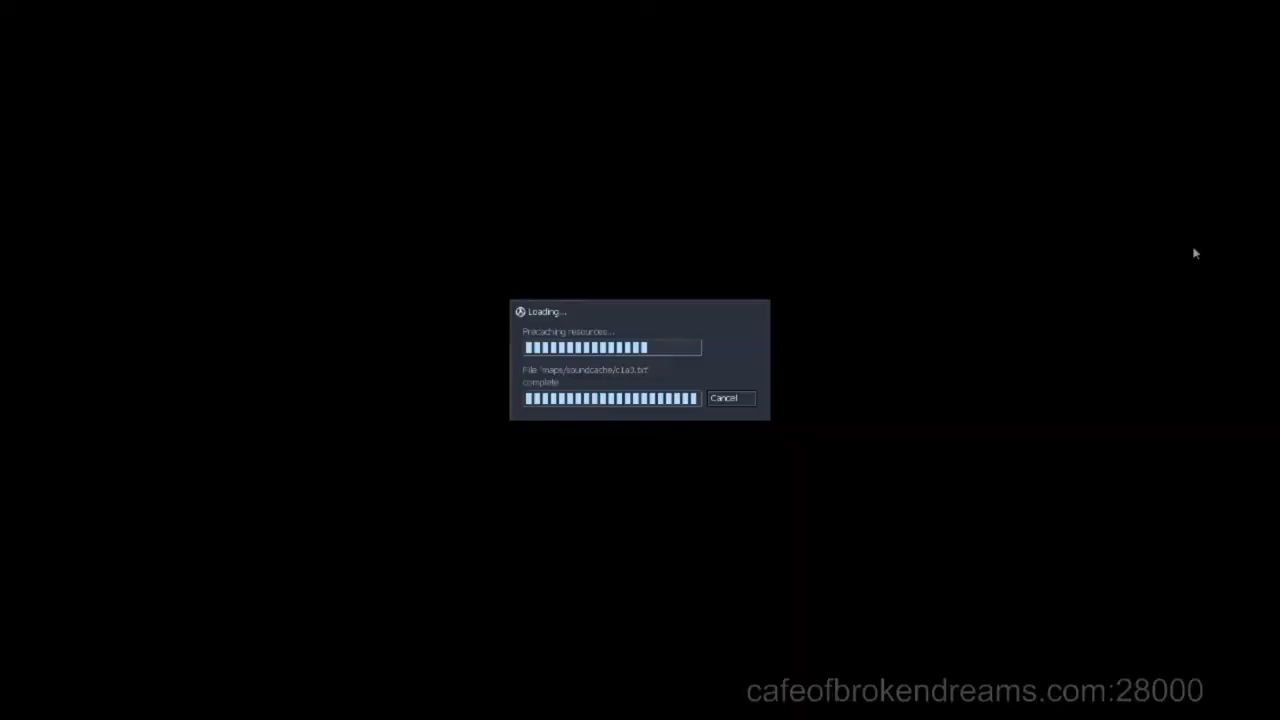 Loading...
Precaching resources...
File 'maps/soundcache/c1a3.txt'
complete
Cancel
cafeofbrokendreams.com:28000